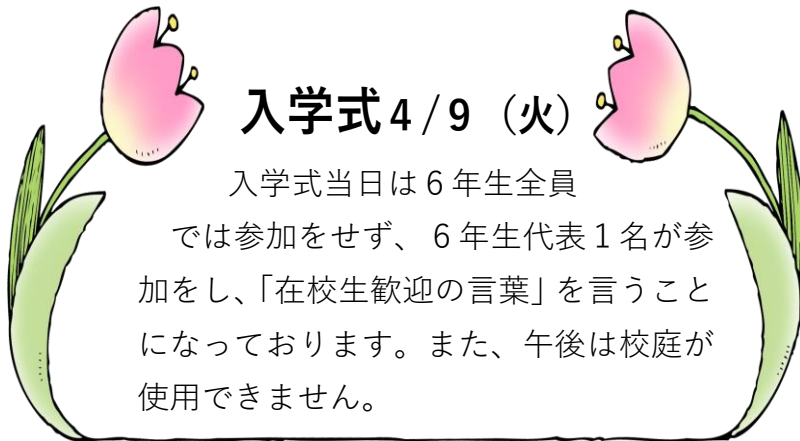 入学式4/9（火）
入学式当日は６年生全員
では参加をせず、６年生代表１名が参
加をし、「在校生歓迎の言葉」を言うこと
になっております。また、午後は校庭が
使用できません。